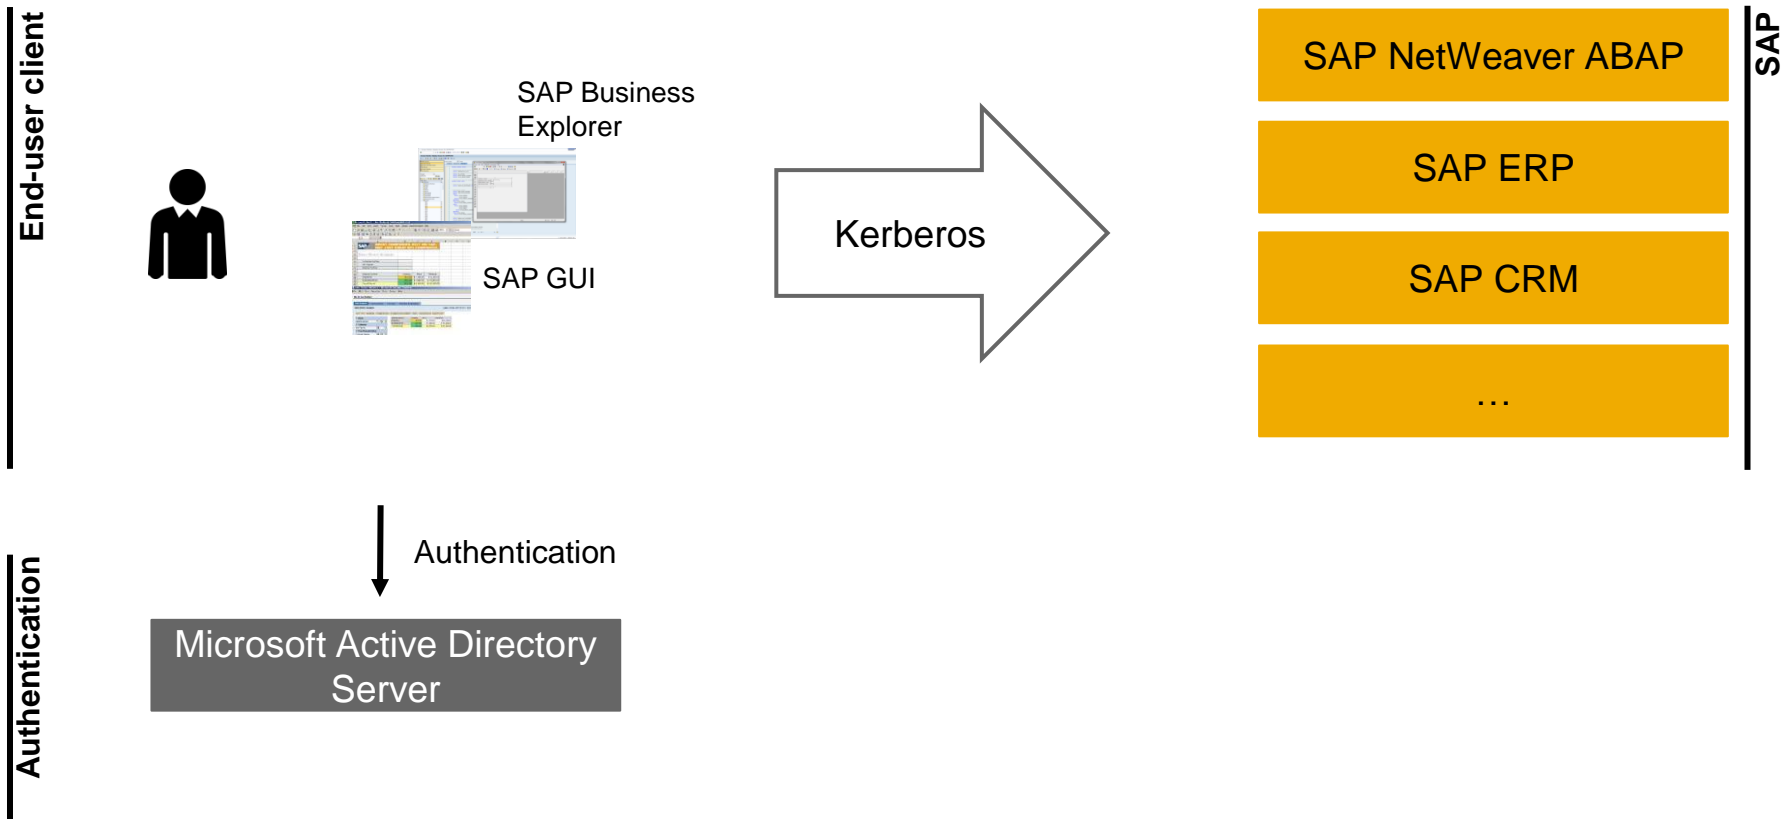 End-user client
SAP Business
Explorer
SAP GUI
Kerberos
SAP NetWeaver ABAP
SAP ERP
SAP CRM
…
SAP
Authentication
Microsoft Active Directory
Server
Authentication